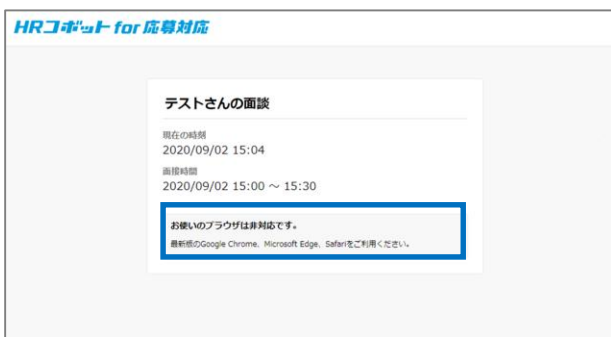 HRコボット for 応募対応
テストさんの面談
現在の時刻
2020/09/02 15:04
面接時間
2020/09/02 15:00 ～ 15:30
お使いのブラウザは非対応です。
最新版のGoogle Chrome、Microsoft Edge、Safariをご利用ください。